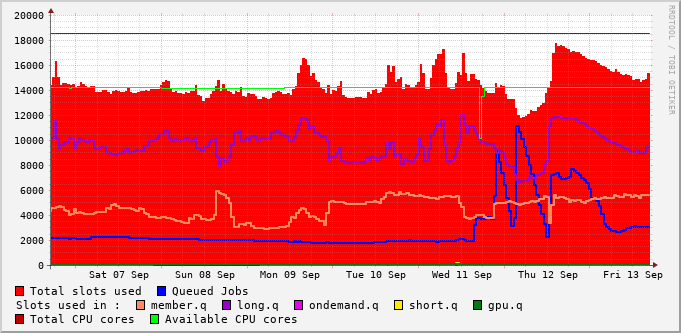 20000
18000
16000
14000
12000
10000
8000
6000
4000
2000
0
Sat 07 Sep Sun 08 Sep Mon 09 Sep Tue 10 Sep Wed 11 Sep Thu 12 Sep Fri 13 Sep
RRDTOOL / TOBI OETIKER
Total slots used Queued Jobs
Slots used in : member.q long.q ondemand.q short.q gpu.q
Total CPU cores Available CPU cores